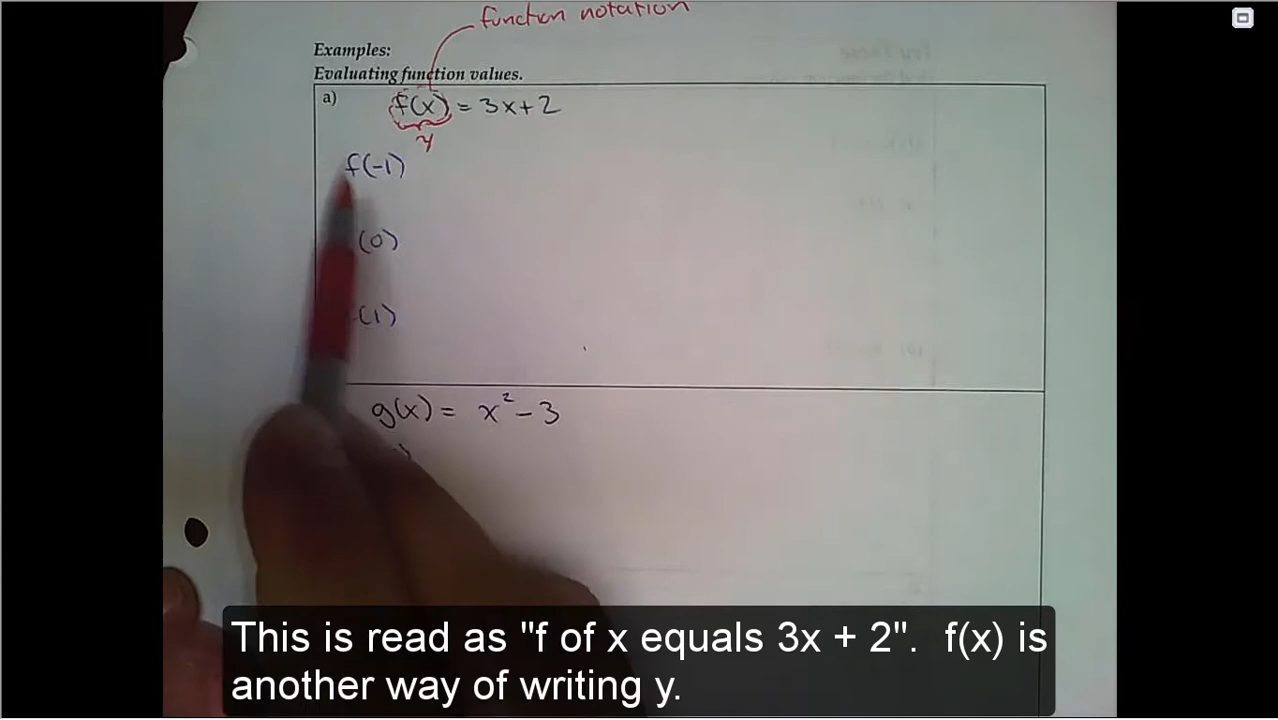 function notation
Examples:
Evaluating function values.
a) f(x) = 3x+2
y
f(-1)
(0)
(1)
g(x) = x² - 3
This is read as "f of x equals 3x + 2". f(x) is
another way of writing y.